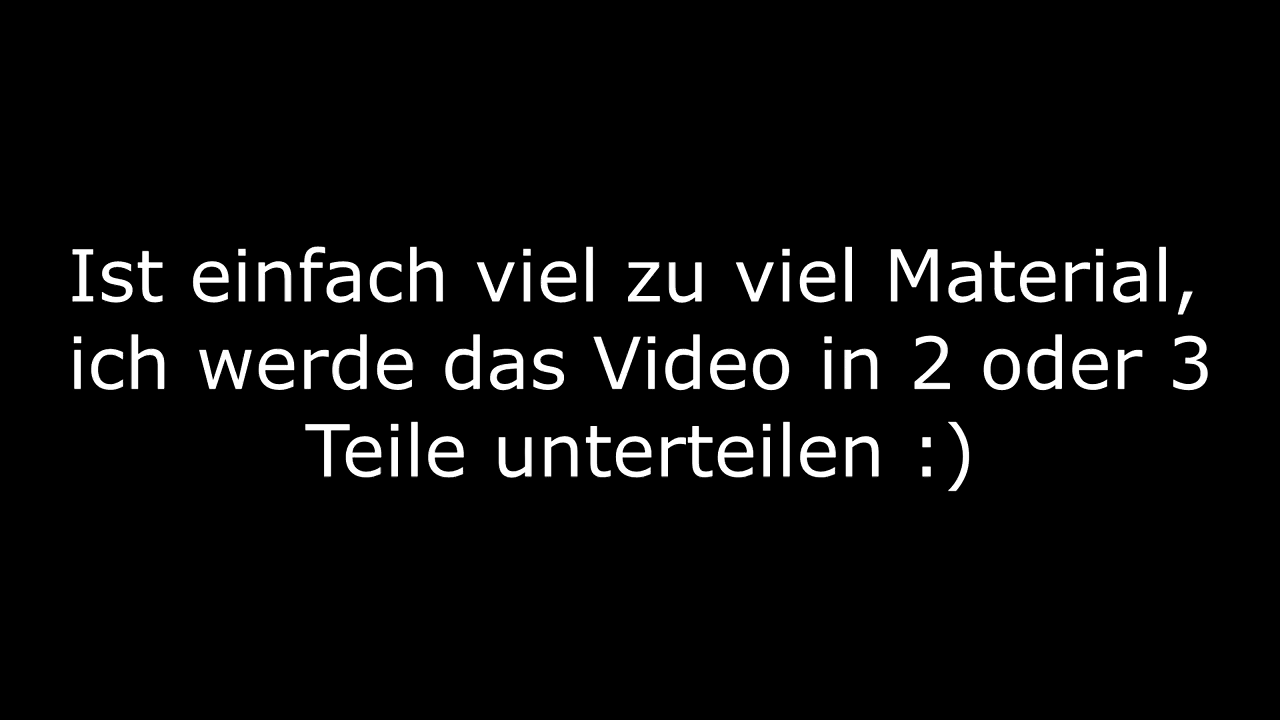 Ist einfach viel zu viel Material,
ich werde das Video in 2 oder 3
Teile unterteilen :)